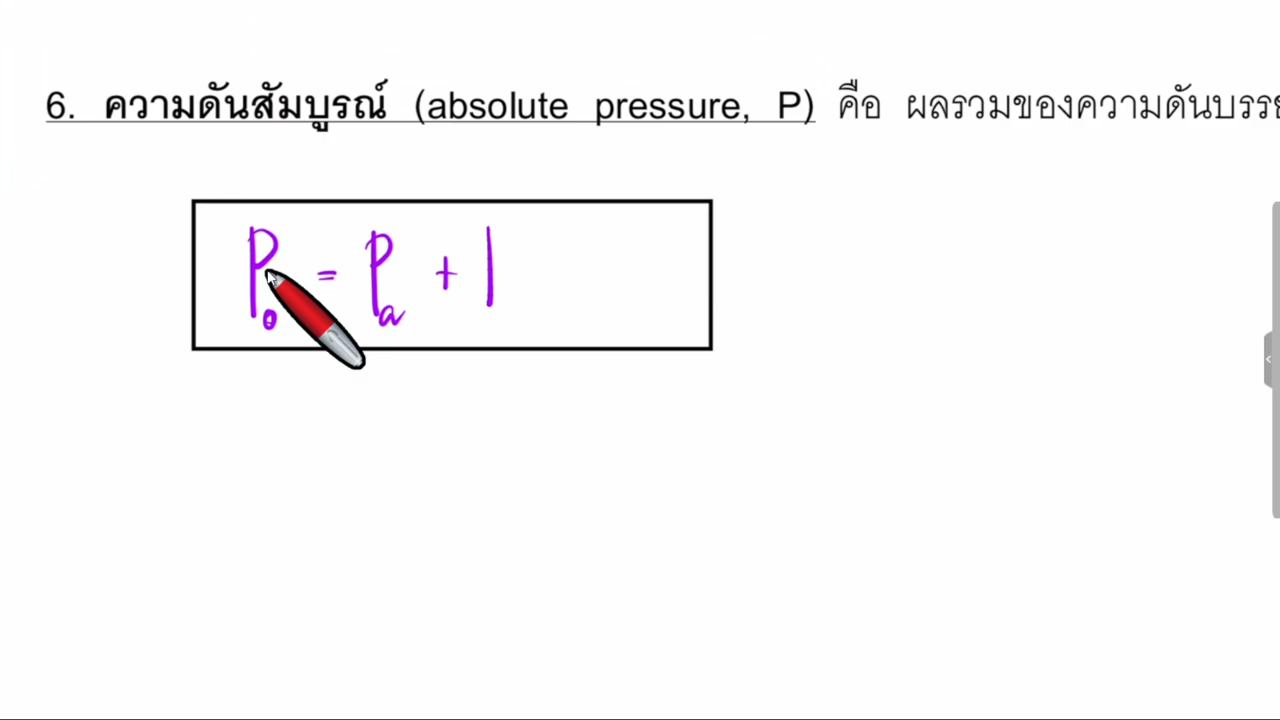 6. ความดันสัมบูรณ์ (absolute pressure, P) คือ ผลรวมของความดันบรรย
P₀ = Pₐ + |